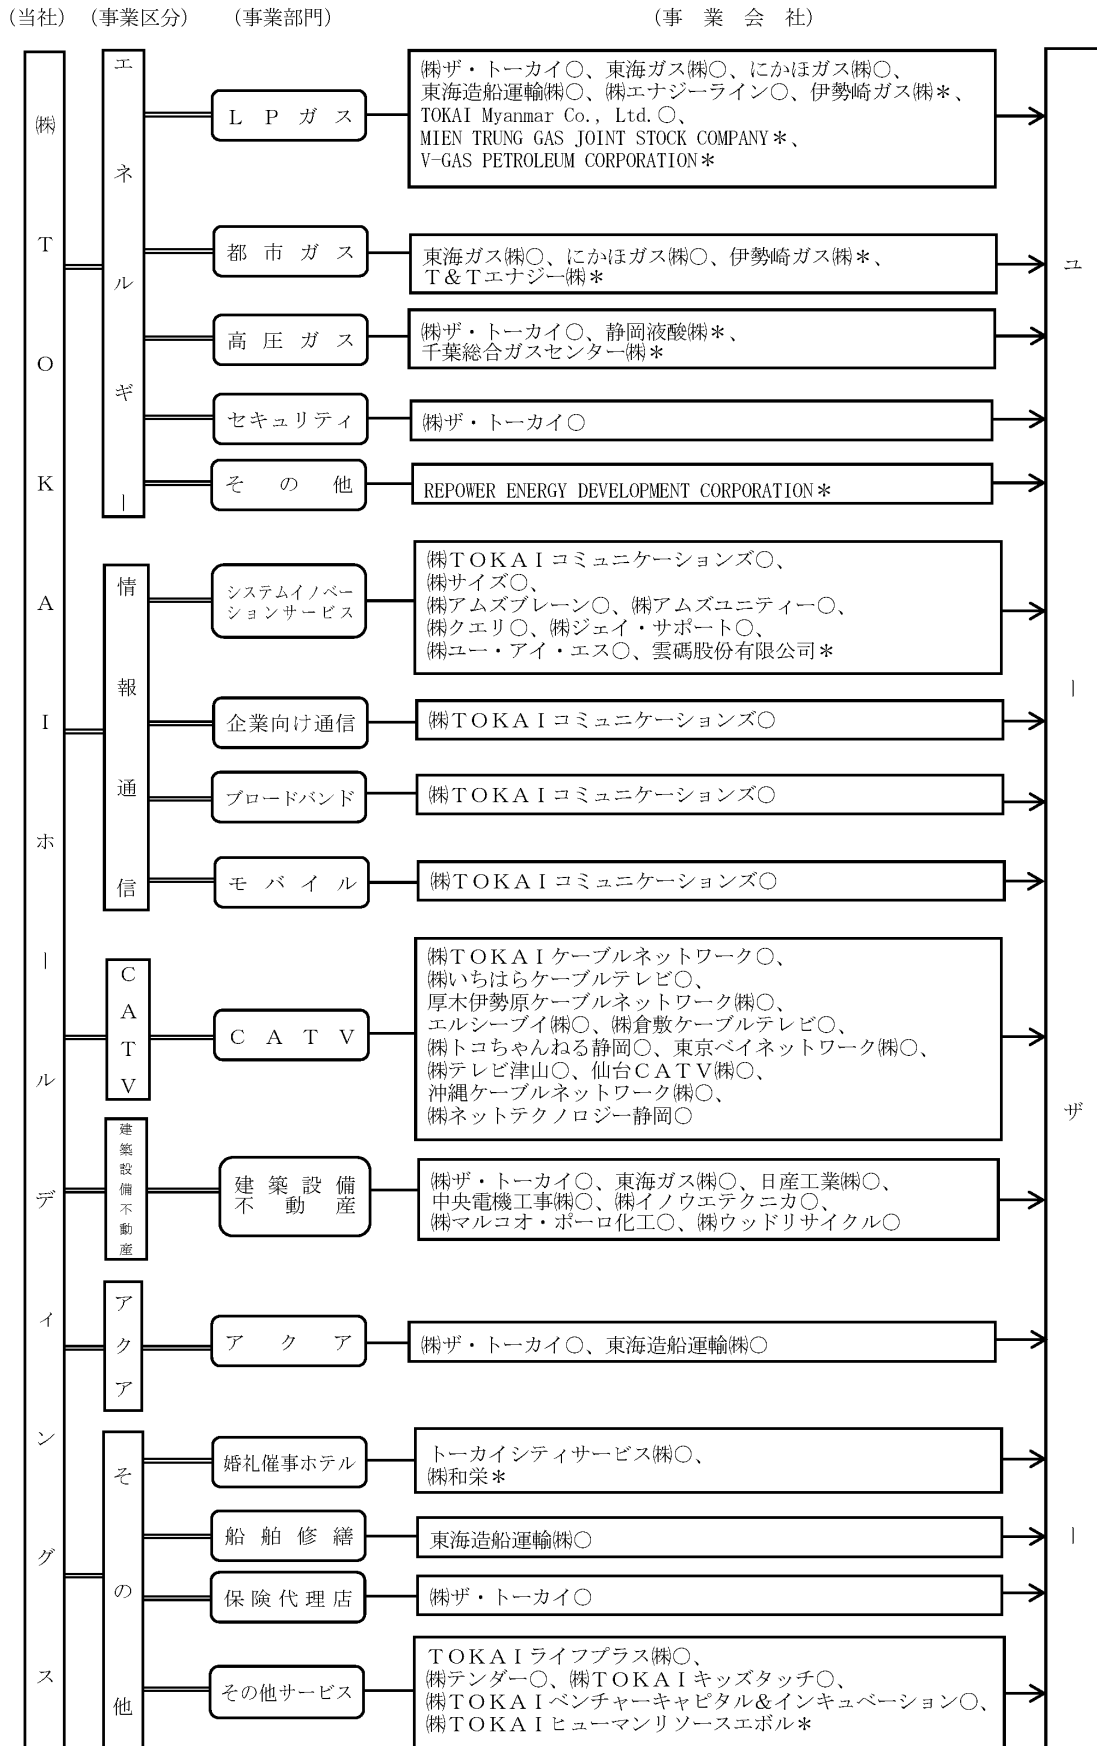 (当社)　(事業区分)　(事業部門)　(事　業　会　社)
㈱ＴＯＫＡＩホールディングス
エネルギー
ＬＰガス
㈱ザ・トーカイ○、東海ガス㈱○、にかほガス㈱○、
東海造船運輸㈱○、㈱エナジーライン○、伊勢崎ガス㈱＊、
TOKAI Myanmar Co., Ltd.○、
MIEN TRUNG GAS JOINT STOCK COMPANY＊、
V-GAS PETROLEUM CORPORATION＊
都市ガス
東海ガス㈱○、にかほガス㈱○、伊勢崎ガス㈱＊、
Ｔ＆Ｔエナジー㈱＊
高圧ガス
㈱ザ・トーカイ○、静岡液酸㈱＊、
千葉総合ガスセンター㈱＊
セキュリティ
㈱ザ・トーカイ○
その他
REPOWER ENERGY DEVELOPMENT CORPORATION＊
情報通信
システムイノベー
ションサービス
㈱ＴＯＫＡＩコミュニケーションズ○、
㈱サイズ○、
㈱アムズブレーン○、㈱アムズユニティー○、
㈱クエリ○、㈱ジェイ・サポート○、
㈱ユー・アイ・エス○、雲碼股份有限公司＊
企業向け通信
㈱ＴＯＫＡＩコミュニケーションズ○
ブロードバンド
㈱ＴＯＫＡＩコミュニケーションズ○
モバイル
㈱ＴＯＫＡＩコミュニケーションズ○
ＣＡＴＶ
ＣＡＴＶ
㈱ＴＯＫＡＩケーブルネットワーク○、
㈱いちはらケーブルテレビ○、
厚木伊勢原ケーブルネットワーク㈱○、
エルシーブイ㈱○、㈱倉敷ケーブルテレビ○、
㈱トコちゃんねる静岡○、東京ベイネットワーク㈱○、
㈱テレビ津山○、仙台ＣＡＴＶ㈱○、
沖縄ケーブルネットワーク㈱○、
㈱ネットテクノロジー静岡○
建築設備不動産
建築設備
不動産
㈱ザ・トーカイ○、東海ガス㈱○、日産工業㈱○、
中央電機工事㈱○、㈱イノウエテクニカ○、
㈱マルコオ・ポーロ化工○、㈱ウッドリサイクル○
アクア
アクア
㈱ザ・トーカイ○、東海造船運輸㈱○
その他
婚礼催事ホテル
トーカイシティサービス㈱○、
㈱和栄＊
船舶修繕
東海造船運輸㈱○
保険代理店
㈱ザ・トーカイ○
その他サービス
ＴＯＫＡＩライフプラス㈱○、
㈱テンダー○、㈱ＴＯＫＡＩキッズタッチ○、
㈱ＴＯＫＡＩベンチャーキャピタル&インキュベーション○、
㈱ＴＯＫＡＩヒューマンリソースエボル＊
ユーザー